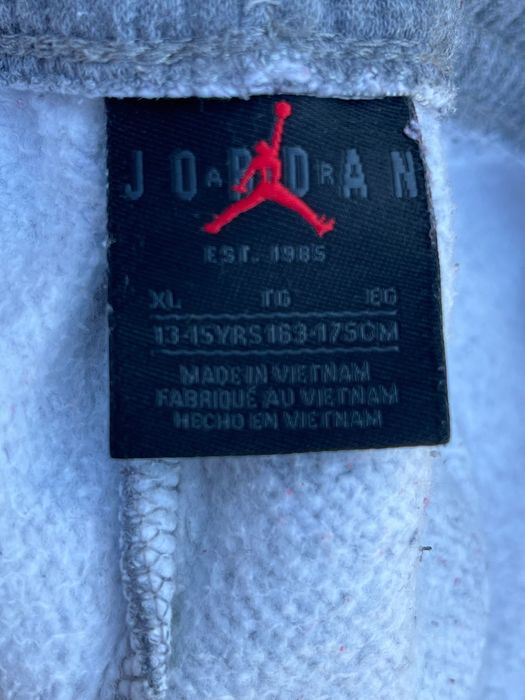 JORDAN
AIR
EST. 1985
XL TG EG
13-15YRS 163-175CM
MADE IN VIETNAM
FABRIQUÉ AU VIETNAM
HECHO EN VIETNAM